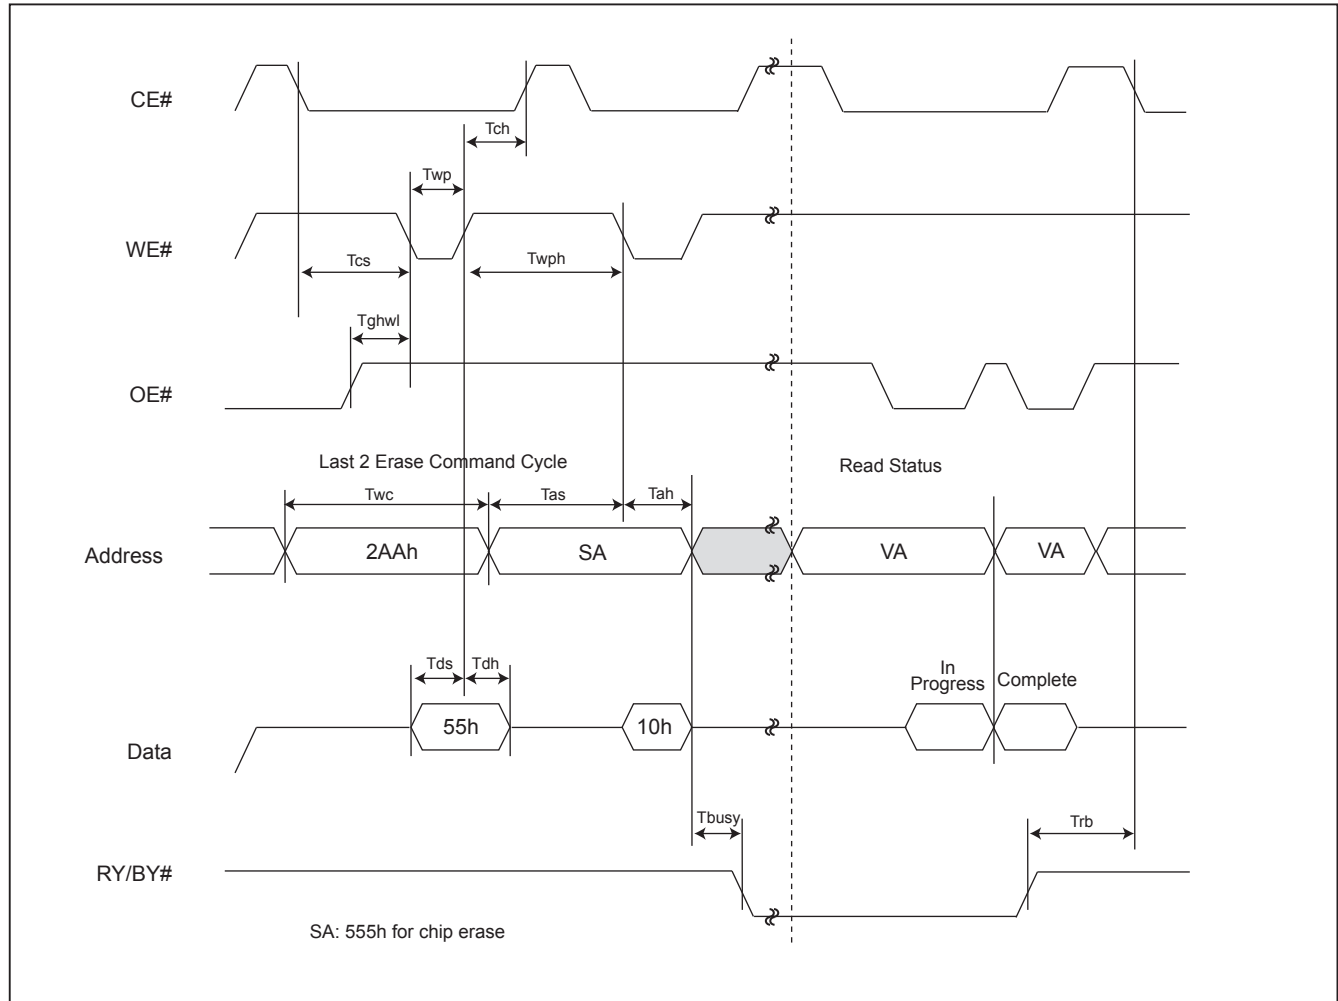 CE#
Tch
Twp
WE#
Tcs
Twph
Tghwl
OE#
Last 2 Erase Command Cycle
Read Status
Twc
Tas
Tah
Address
2AAh
SA
VA
VA
Tds
Tdh
In
Progress
Complete
55h
10h
Data
Tbusy
Trb
RY/BY#
SA: 555h for chip erase